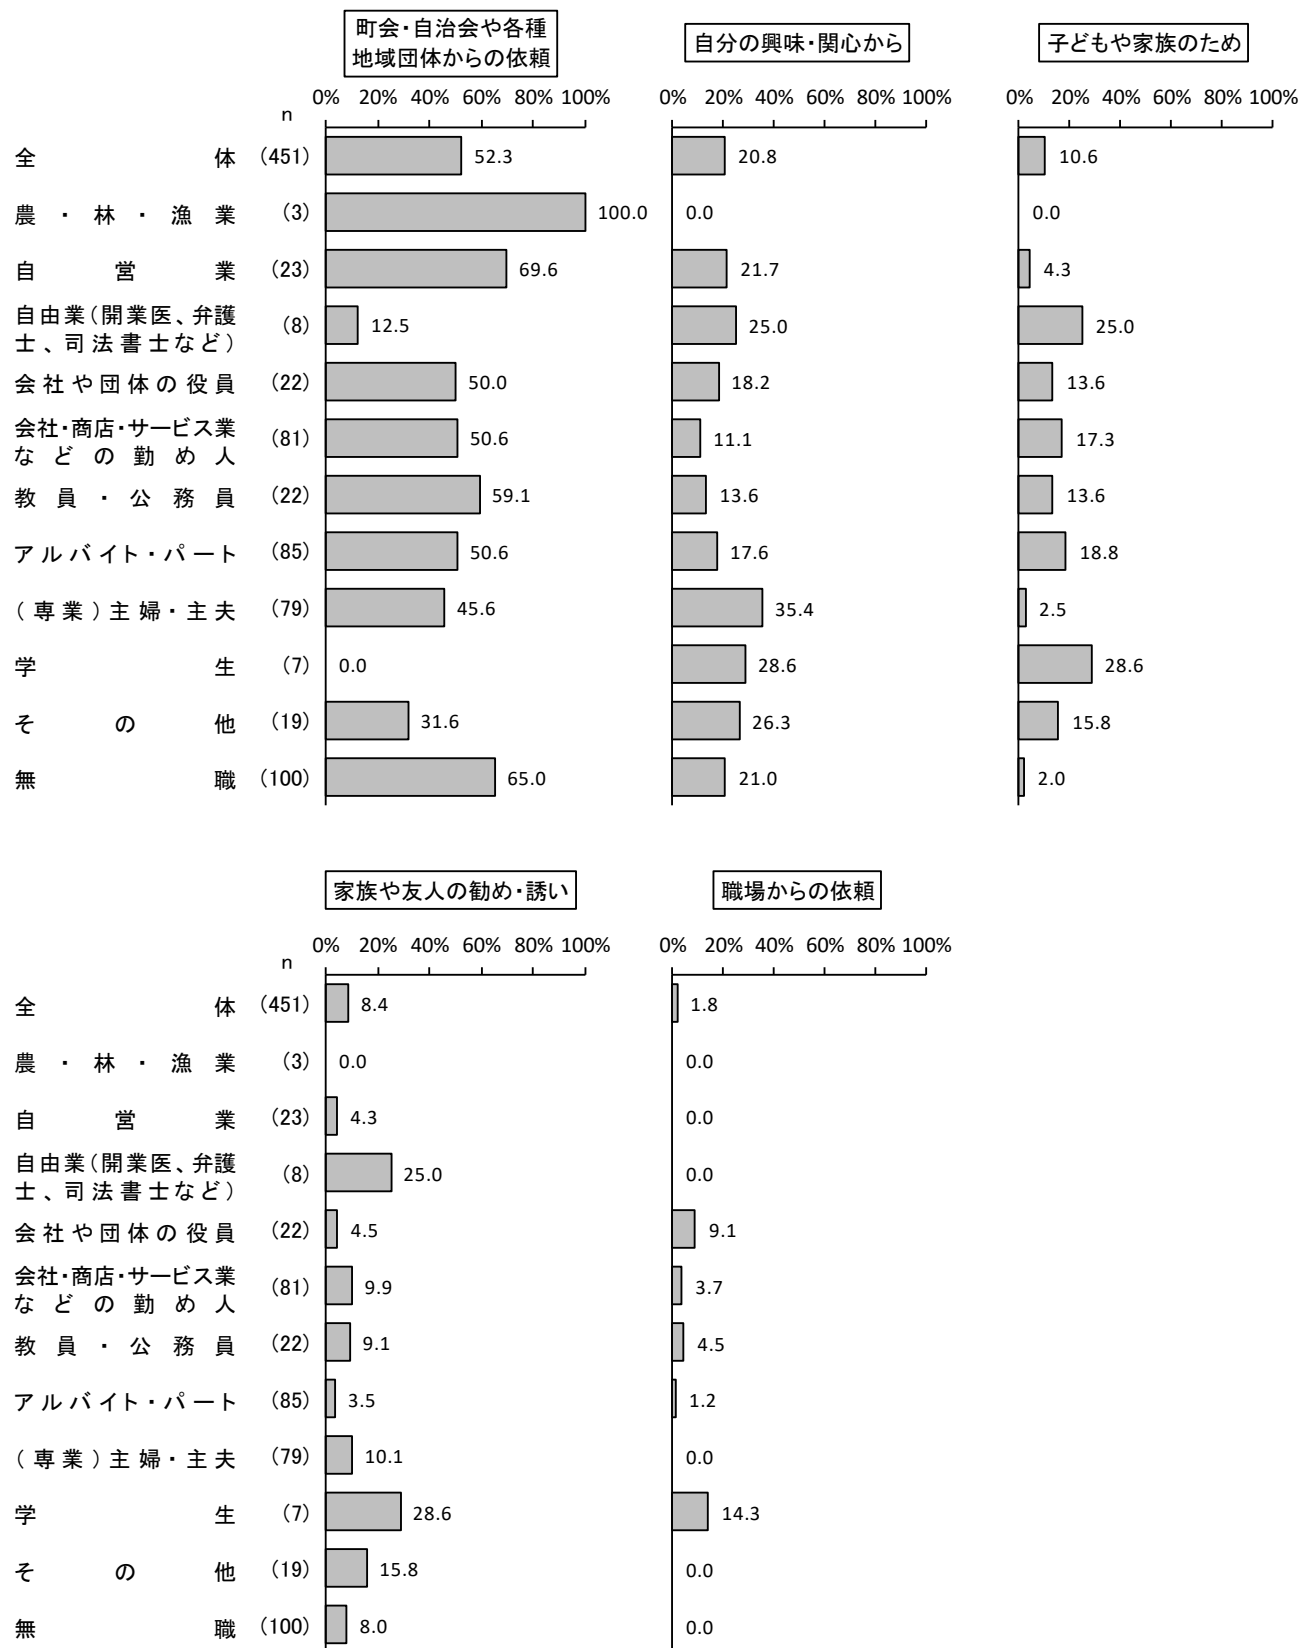 町会・自治会や各種
地域団体からの依頼
自分の興味・関心から
子どもや家族のため
0% 20% 40% 60% 80% 100% 0% 20% 40% 60% 80% 100% 0% 20% 40% 60% 80% 100%
n
全体 (451) 52.3 20.8 10.6
農・林・漁業 (3) 100.0 0.0 0.0
自営業 (23) 69.6 21.7 4.3
自由業(開業医、弁護
士、司法書士など) (8) 12.5 25.0 25.0
会社や団体の役員 (22) 50.0 18.2 13.6
会社・商店・サービス業
などの勤め人 (81) 50.6 11.1 17.3
教員・公務員 (22) 59.1 13.6 13.6
アルバイト・パート (85) 50.6 17.6 18.8
(専業)主婦・主夫 (79) 45.6 35.4 2.5
学生 (7) 0.0 28.6 28.6
その他 (19) 31.6 26.3 15.8
無職 (100) 65.0 21.0 2.0
家族や友人の勧め・誘い
職場からの依頼
0% 20% 40% 60% 80% 100% 0% 20% 40% 60% 80% 100%
n
全体 (451) 8.4 1.8
農・林・漁業 (3) 0.0 0.0
自営業 (23) 4.3 0.0
自由業(開業医、弁護
士、司法書士など) (8) 25.0 0.0
会社や団体の役員 (22) 4.5 9.1
会社・商店・サービス業
などの勤め人 (81) 9.9 3.7
教員・公務員 (22) 9.1 4.5
アルバイト・パート (85) 3.5 1.2
(専業)主婦・主夫 (79) 10.1 0.0
学生 (7) 28.6 14.3
その他 (19) 15.8 0.0
無職 (100) 8.0 0.0